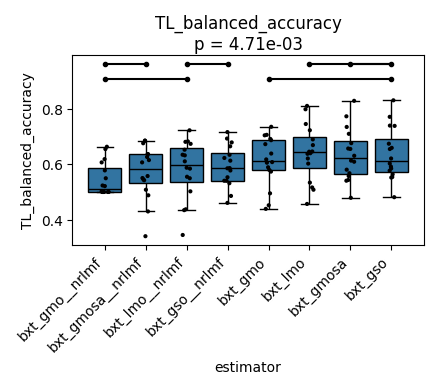 TL_balanced_accuracy
p = 4.71e-03
TL_balanced_accuracy
0.8
0.6
0.4
bxt_gmo__nrlmf
bxt_gmosa__nrlmf
bxt_lmo__nrlmf
bxt_gso__nrlmf
bxt_gmo
bxt_lmo
bxt_gmosa
bxt_gso
estimator